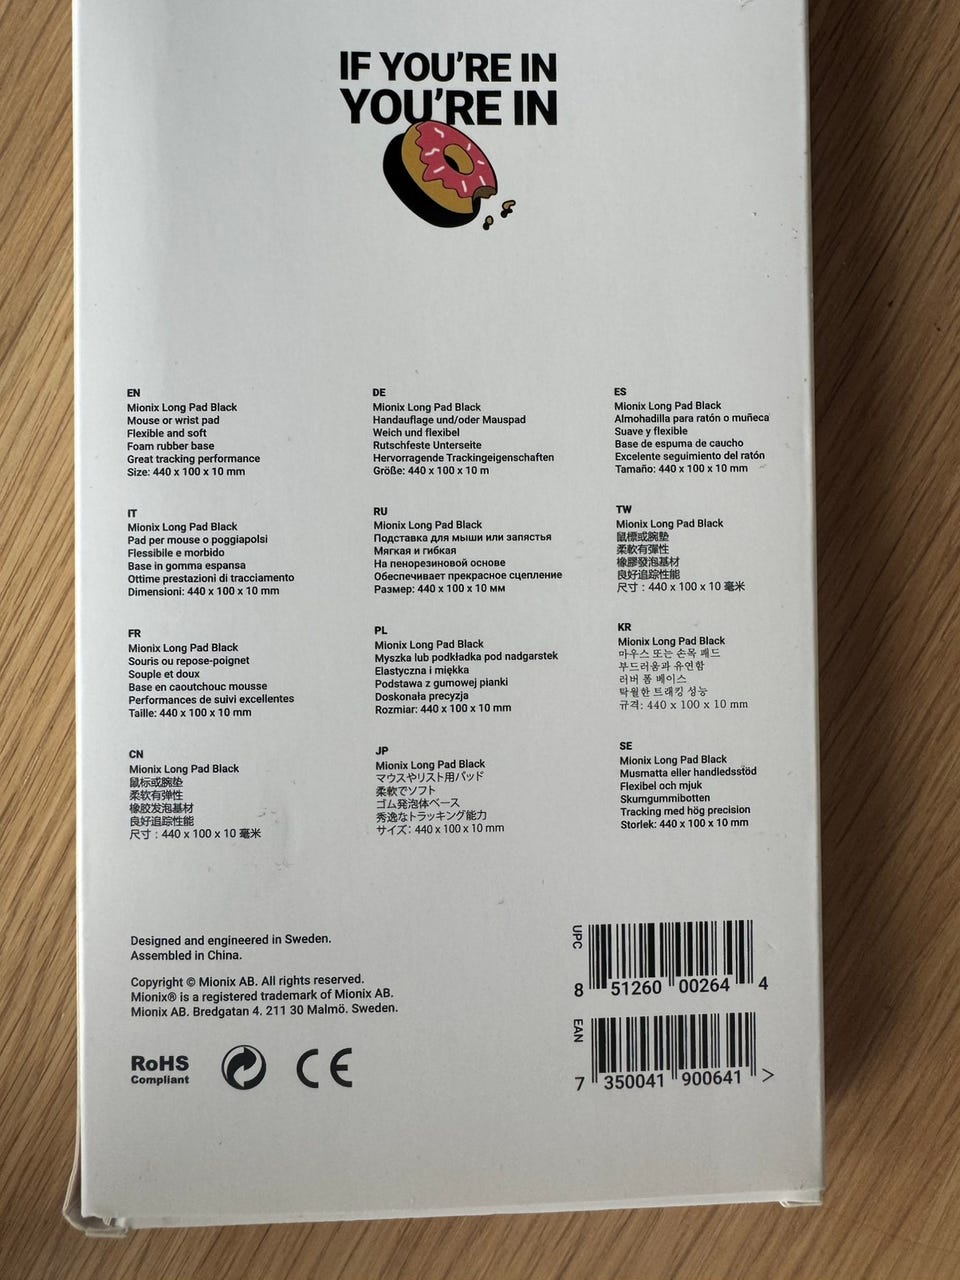 IF YOU'RE IN
YOU'RE IN
EN
Mionix Long Pad Black
Mouse or wrist pad
Flexible and soft
Foam rubber base
Great tracking performance
Size: 440 x 100 x 10 mm
DE
Mionix Long Pad Black
Handauflage und/oder Mauspad
Weich und flexibel
Rutschfeste Unterseite
Hervorragende Trackingeigenschaften
Größe: 440 x 100 x 10 m
ES
Mionix Long Pad Black
Almohadilla para ratón o muñeca
Suave y flexible
Base de espuma de caucho
Excelente seguimiento del ratón
Tamaño: 440 x 100 x 10 mm
IT
Mionix Long Pad Black
Pad per mouse o poggiapolsi
Flessibile e morbido
Base in gomma espansa
Ottime prestazioni di tracciamento
Dimensioni: 440 x 100 x 10 mm
RU
Mionix Long Pad Black
Подставка для мыши или запястья
Мягкая и гибкая
На пенорезиновой основе
Обеспечивает прекрасное сцепление
Размер: 440 x 100 x 10 мм
TW
Mionix Long Pad Black
鼠標或腕墊
柔軟有彈性
橡膠發泡基材
良好追踪性能
尺寸：440 x 100 x 10 毫米
FR
Mionix Long Pad Black
Souris ou repose-poignet
Souple et doux
Base en caoutchouc mousse
Performances de suivi excellentes
Taille: 440 x 100 x 10 mm
PL
Mionix Long Pad Black
Myszka lub podkładka pod nadgarstek
Elastyczna i miękka
Podstawa z gumowej pianki
Doskonała precyzja
Rozmiar: 440 x 100 x 10 mm
KR
Mionix Long Pad Black
마우스 또는 손목 패드
부드러움과 유연함
러버 폼 베이스
탁월한 트래킹 성능
규격: 440 x 100 x 10 mm
CN
Mionix Long Pad Black
鼠标或腕垫
柔软有弹性
橡胶发泡基材
良好追踪性能
尺寸：440 x 100 x 10 毫米
JP
Mionix Long Pad Black
マウスやリスト用パッド
柔軟でソフト
ゴム発泡体ベース
秀逸なトラッキング能力
サイズ: 440 x 100 x 10 mm
SE
Mionix Long Pad Black
Musmatta eller handledsstöd
Flexibel och mjuk
Skumgummibotten
Tracking med hög precision
Storlek: 440 x 100 x 10 mm
Designed and engineered in Sweden.
Assembled in China.
Copyright © Mionix AB. All rights reserved.
Mionix® is a registered trademark of Mionix AB.
Mionix AB. Bredgatan 4. 211 30 Malmö. Sweden.
RoHS
Compliant
CE
UPC
8 51260 00264 4
EAN
7 350041 900641 >